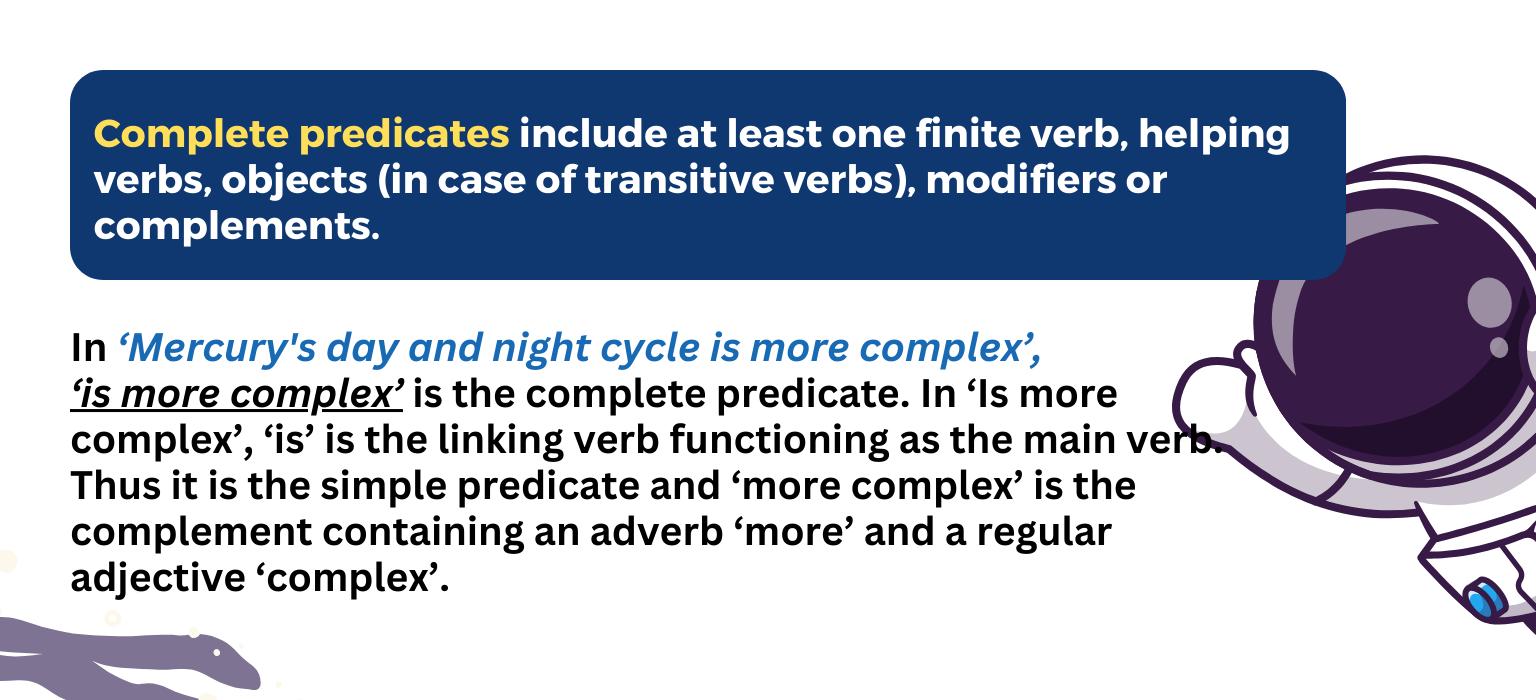 Complete predicates include at least one finite verb, helping
verbs, objects (in case of transitive verbs), modifiers or
complements.
In ‘Mercury's day and night cycle is more complex’,
‘is more complex’ is the complete predicate. In ‘Is more
complex’, ‘is’ is the linking verb functioning as the main verb.
Thus it is the simple predicate and ‘more complex’ is the
complement containing an adverb ‘more’ and a regular
adjective ‘complex’.